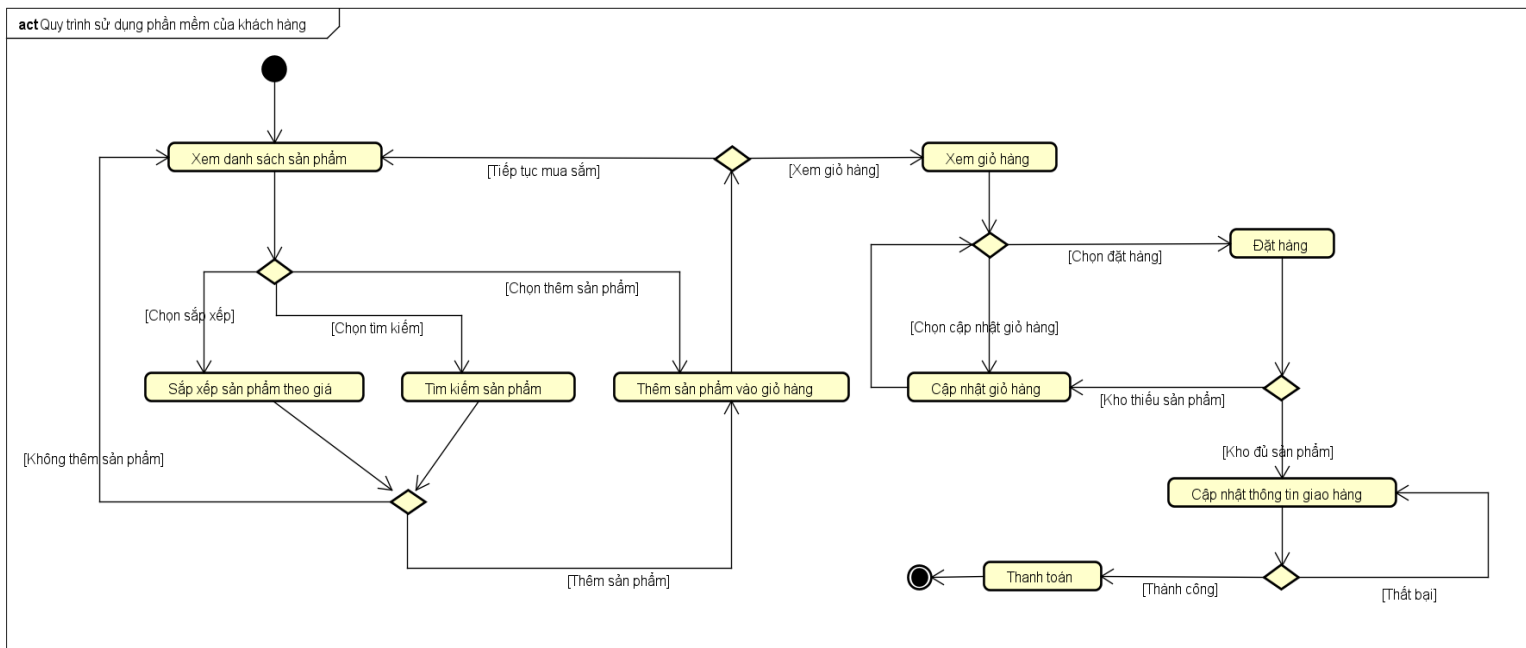 act Quy trình sử dụng phần mềm của khách hàng
Xem danh sách sản phẩm
[Tiếp tục mua sắm]
[Xem giỏ hàng]
Xem giỏ hàng
[Chọn đặt hàng]
Đặt hàng
[Chọn sắp xếp]
[Chọn tìm kiếm]
[Chọn thêm sản phẩm]
[Chọn cập nhật giỏ hàng]
Sắp xếp sản phẩm theo giá
Tìm kiếm sản phẩm
Thêm sản phẩm vào giỏ hàng
Cập nhật giỏ hàng
[Kho thiếu sản phẩm]
[Không thêm sản phẩm]
[Kho đủ sản phẩm]
Cập nhật thông tin giao hàng
[Thêm sản phẩm]
Thanh toán
[Thành công]
[Thất bại]